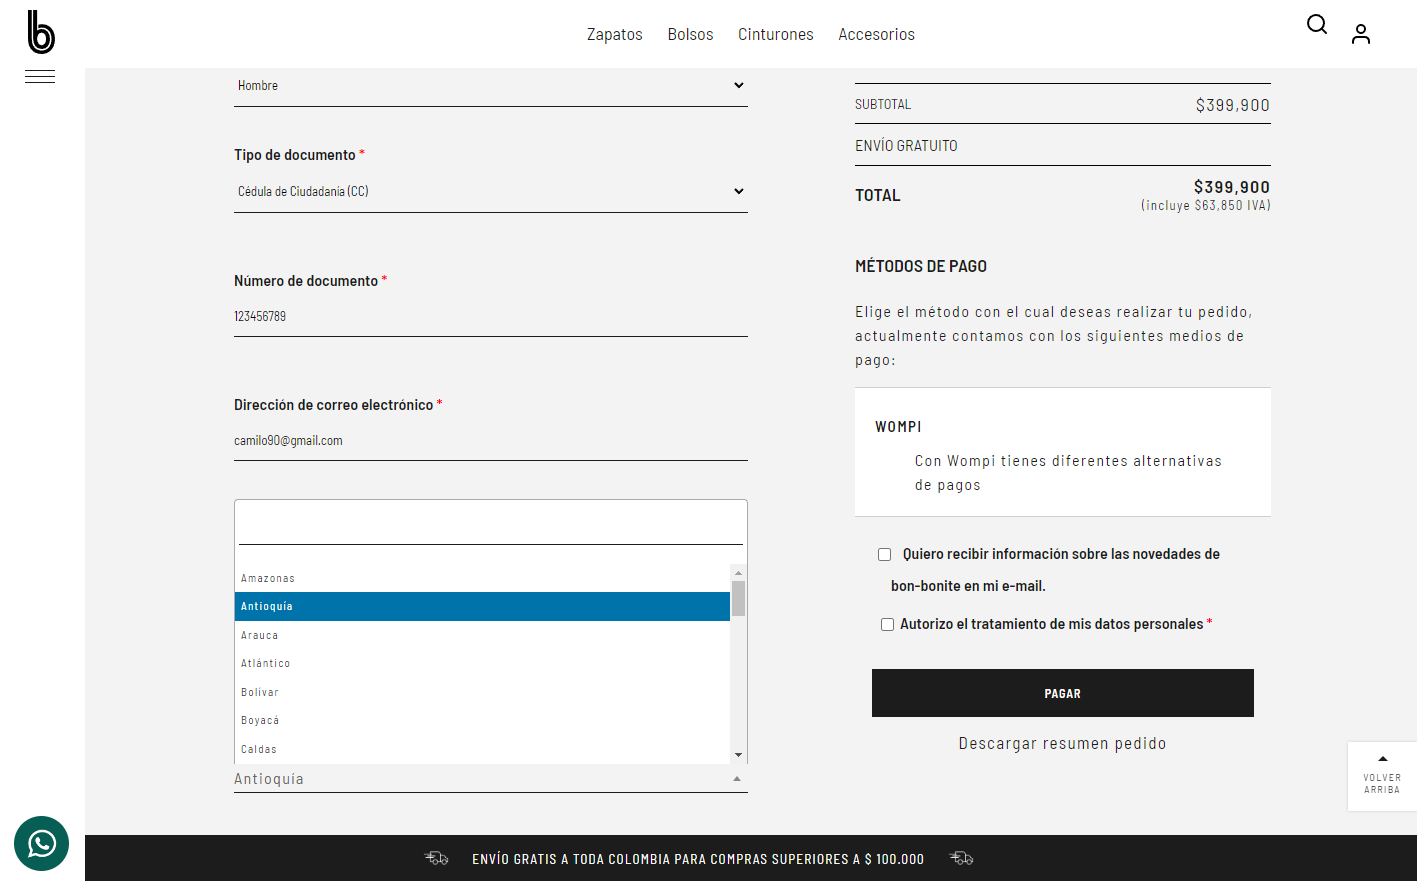 b
Zapatos Bolsos Cinturones Accesorios
Hombre
Tipo de documento *
Cédula de Ciudadanía (CC)
Número de documento *
123456789
Dirección de correo electrónico *
camilo90@gmail.com
Amazonas
Antioquía
Arauca
Atlántico
Bolívar
Boyacá
Caldas
Antioquía
SUBTOTAL $399,900
ENVÍO GRATUITO
TOTAL $399,900
(incluye $63,850 IVA)
MÉTODOS DE PAGO
Elige el método con el cual deseas realizar tu pedido,
actualmente contamos con los siguientes medios de
pago:
WOMPI
Con Wompi tienes diferentes alternativas
de pagos
Quiero recibir información sobre las novedades de
bon-bonite en mi e-mail.
Autorizo el tratamiento de mis datos personales *
PAGAR
Descargar resumen pedido
VOLVER
ARRIBA
ENVÍO GRATIS A TODA COLOMBIA PARA COMPRAS SUPERIORES A $ 100.000